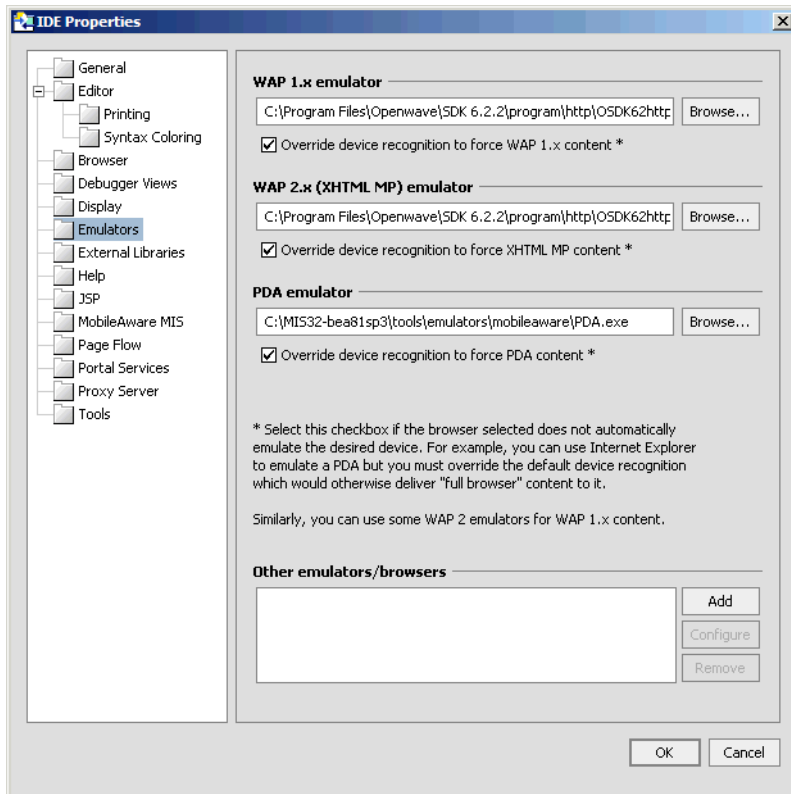 IDE Properties
General
Editor
Printing
Syntax Coloring
Browser
Debugger Views
Display
Emulators
External Libraries
Help
JSP
MobileAware MIS
Page Flow
Portal Services
Proxy Server
Tools
WAP 1.x emulator
C:\Program Files\Openwave\SDK 6.2.2\program\http\OSDK62http
Browse...
Override device recognition to force WAP 1.x content *
WAP 2.x (XHTML MP) emulator
C:\Program Files\Openwave\SDK 6.2.2\program\http\OSDK62http
Browse...
Override device recognition to force XHTML MP content *
PDA emulator
C:\MIS32-bea81sp3\tools\emulators\mobileaware\PDA.exe
Browse...
Override device recognition to force PDA content *
* Select this checkbox if the browser selected does not automatically
emulate the desired device. For example, you can use Internet Explorer
to emulate a PDA but you must override the default device recognition
which would otherwise deliver "full browser" content to it.
Similarly, you can use some WAP 2 emulators for WAP 1.x content.
Other emulators/browsers
Add
Configure
Remove
OK
Cancel